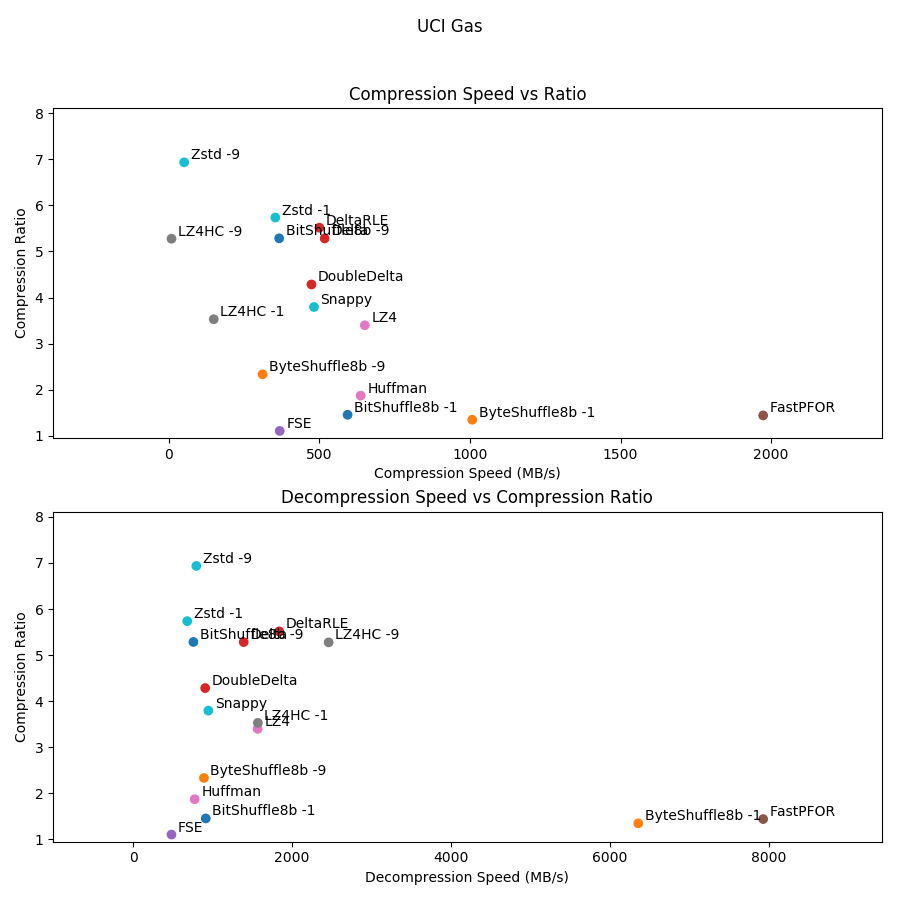 UCI Gas
Compression Speed vs Ratio
Compression Ratio
8
7
6
5
4
3
2
1
Zstd -9
Zstd -1
DeltaRLE
LZ4HC -9
BitShuffle8b -9
Delta
DoubleDelta
Snappy
LZ4HC -1
LZ4
ByteShuffle8b -9
Huffman
BitShuffle8b -1
ByteShuffle8b -1
FastPFOR
FSE
0 500 1000 1500 2000
Compression Speed (MB/s)
Decompression Speed vs Compression Ratio
Compression Ratio
8
7
6
5
4
3
2
1
Zstd -9
Zstd -1
DeltaRLE
BitShuffle8b -9
Delta
LZ4HC -9
DoubleDelta
Snappy
LZ4HC -1
LZ4
ByteShuffle8b -9
Huffman
BitShuffle8b -1
ByteShuffle8b -1
FastPFOR
FSE
0 2000 4000 6000 8000
Decompression Speed (MB/s)